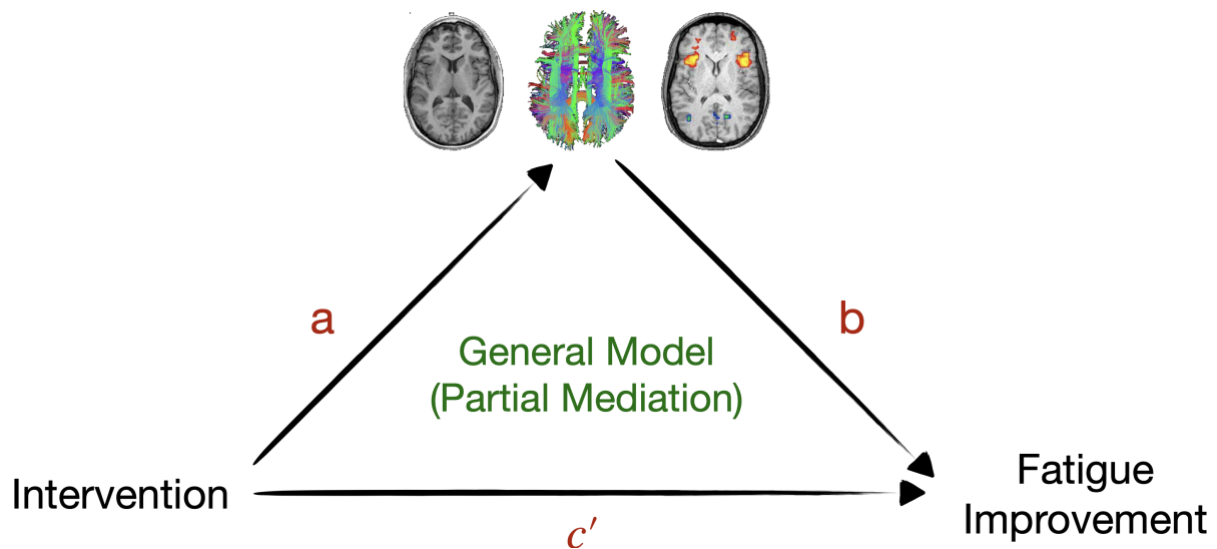 a
b
General Model
(Partial Mediation)
Intervention
Fatigue
Improvement
c′